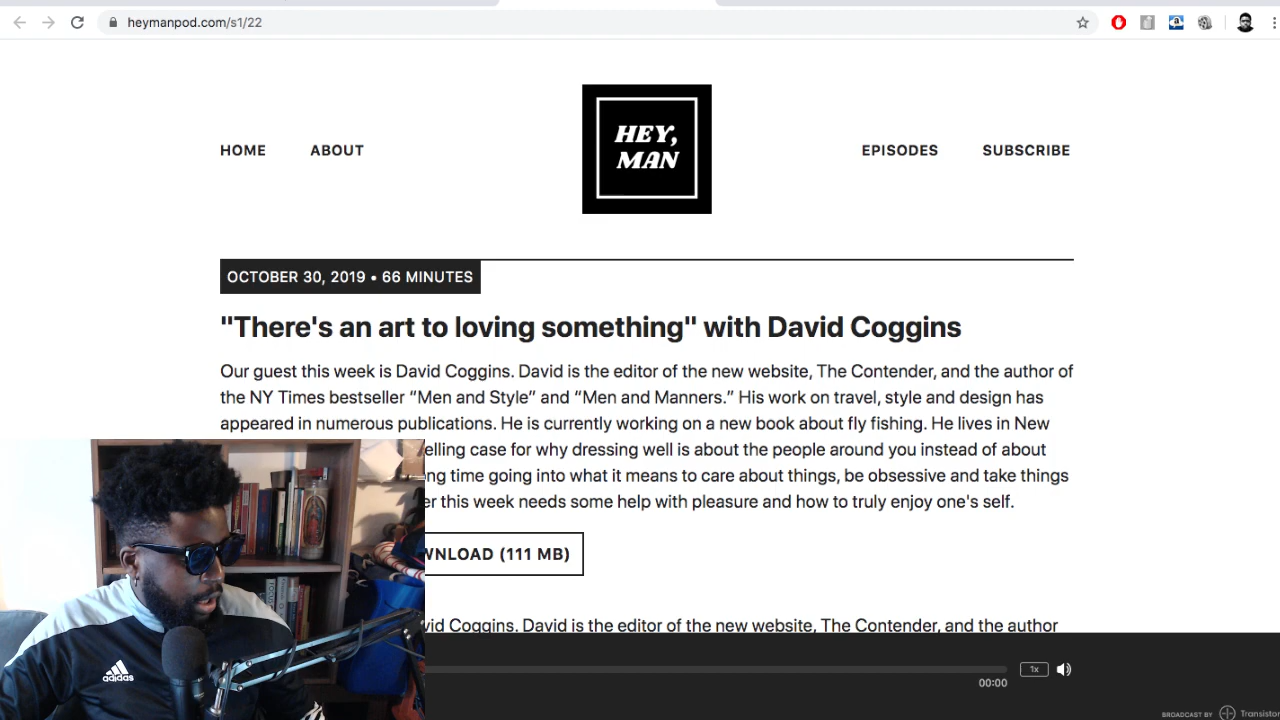 heymanpod.com/s1/22
HOME
ABOUT
HEY,
MAN
EPISODES
SUBSCRIBE
OCTOBER 30, 2019 • 66 MINUTES
"There's an art to loving something" with David Coggins
Our guest this week is David Coggins. David is the editor of the new website, The Contender, and the author of
the NY Times bestseller “Men and Style” and “Men and Manners.” His work on travel, style and design has
appeared in numerous publications. He is currently working on a new book about fly fishing. He lives in New
elling case for why dressing well is about the people around you instead of about
ng time going into what it means to care about things, be obsessive and take things
er this week needs some help with pleasure and how to truly enjoy one's self.
WNLOAD (111 MB)
vid Coggins. David is the editor of the new website, The Contender, and the author
1x
00:00
BROADCAST BY Transistor
adidas